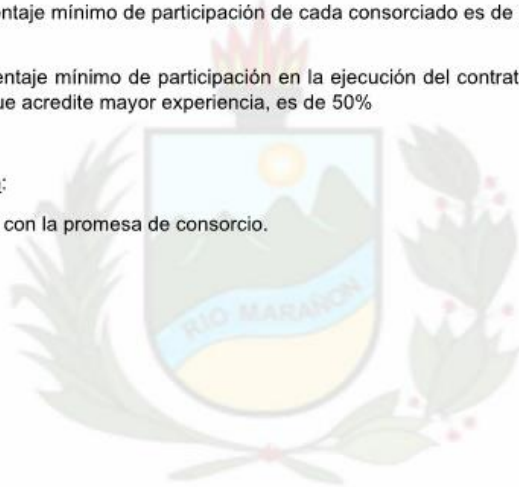 ntaje mínimo de participación de cada consorciado es de
entaje mínimo de participación en la ejecución del contrat
ue acredite mayor experiencia, es de 50%
:
con la promesa de consorcio.
RIO MARAÑON